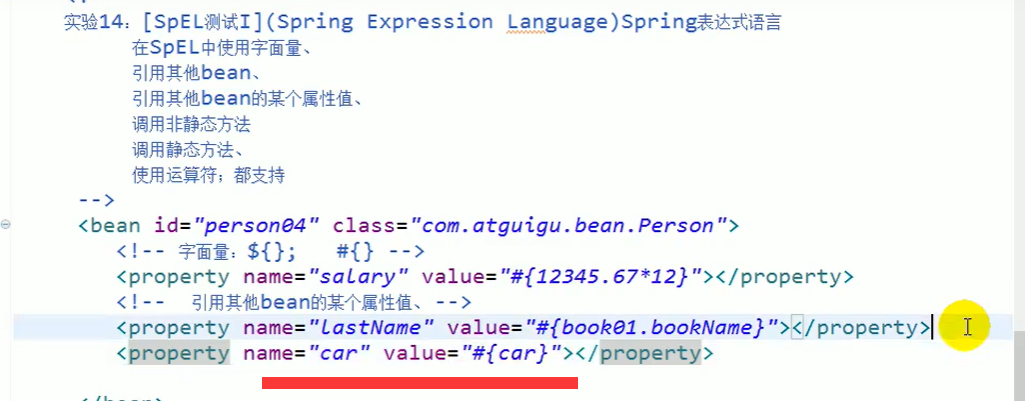 实验14：[SpEL测试I](Spring Expression Language)Spring表达式语言
在SpEL中使用字面量、
引用其他bean、
引用其他bean的某个属性值、
调用非静态方法
调用静态方法、
使用运算符；都支持
-->
<bean id="person04" class="com.atguigu.bean.Person">
<!-- 字面量：${}; #{} -->
<property name="salary" value="#{12345.67*12}"></property>
<!-- 引用其他bean的某个属性值、-->
<property name="lastName" value="#{book01.bookName}"></property>
<property name="car" value="#{car}"></property>
</bean>